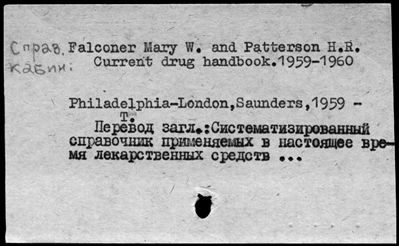 Справ. Falconer Mary W. and Patterson H.R.
кабин. Current drug handbook.1959-1960
Philadelphia-London,Saunders,1959 -
т.
Перевод загл.:Систематизированный
справочник применяемых в настоящее вре-
мя лекарственных средств ...